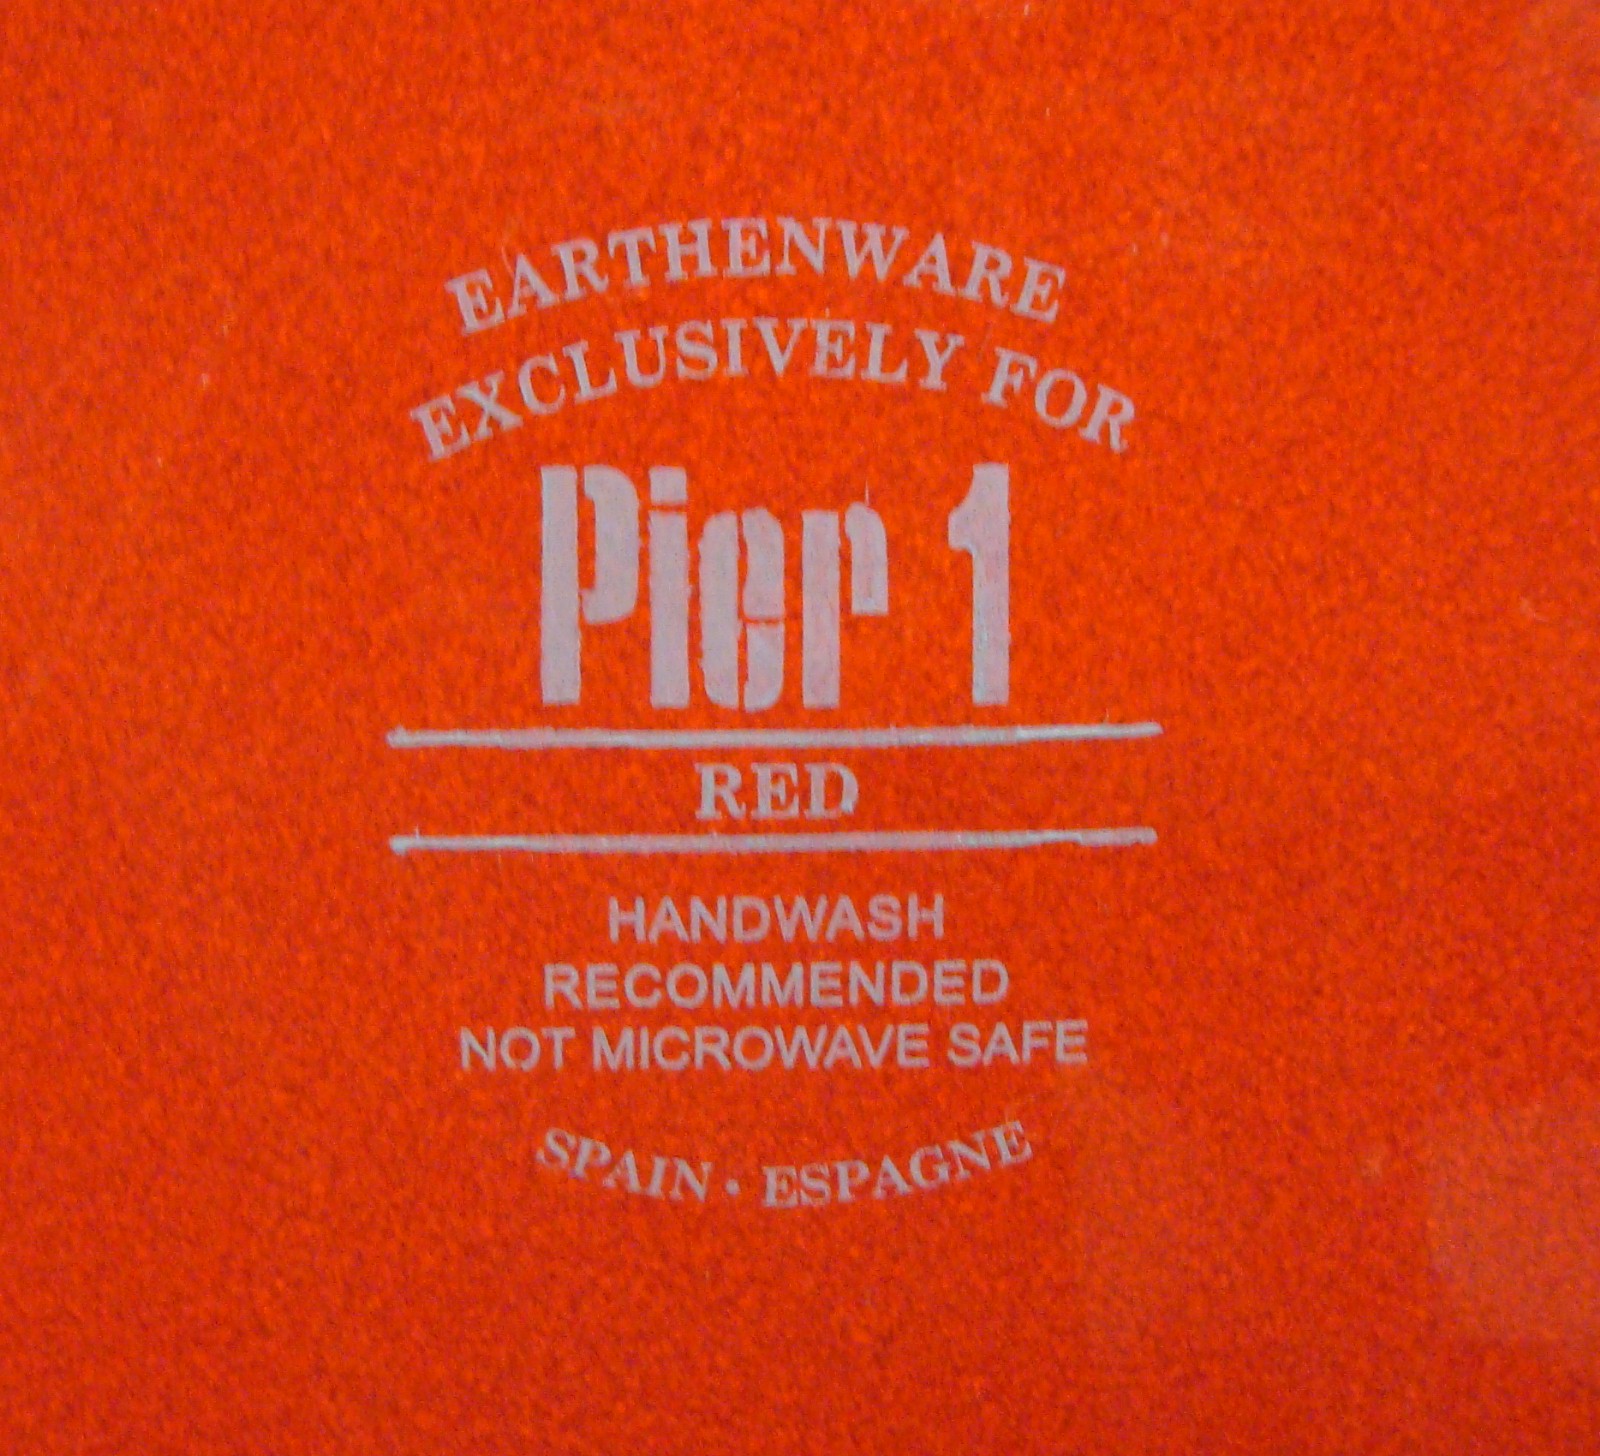 EARTHENWARE
EXCLUSIVELY FOR
Pier 1
RED
HANDWASH
RECOMMENDED
NOT MICROWAVE SAFE
SPAIN · ESPAGNE